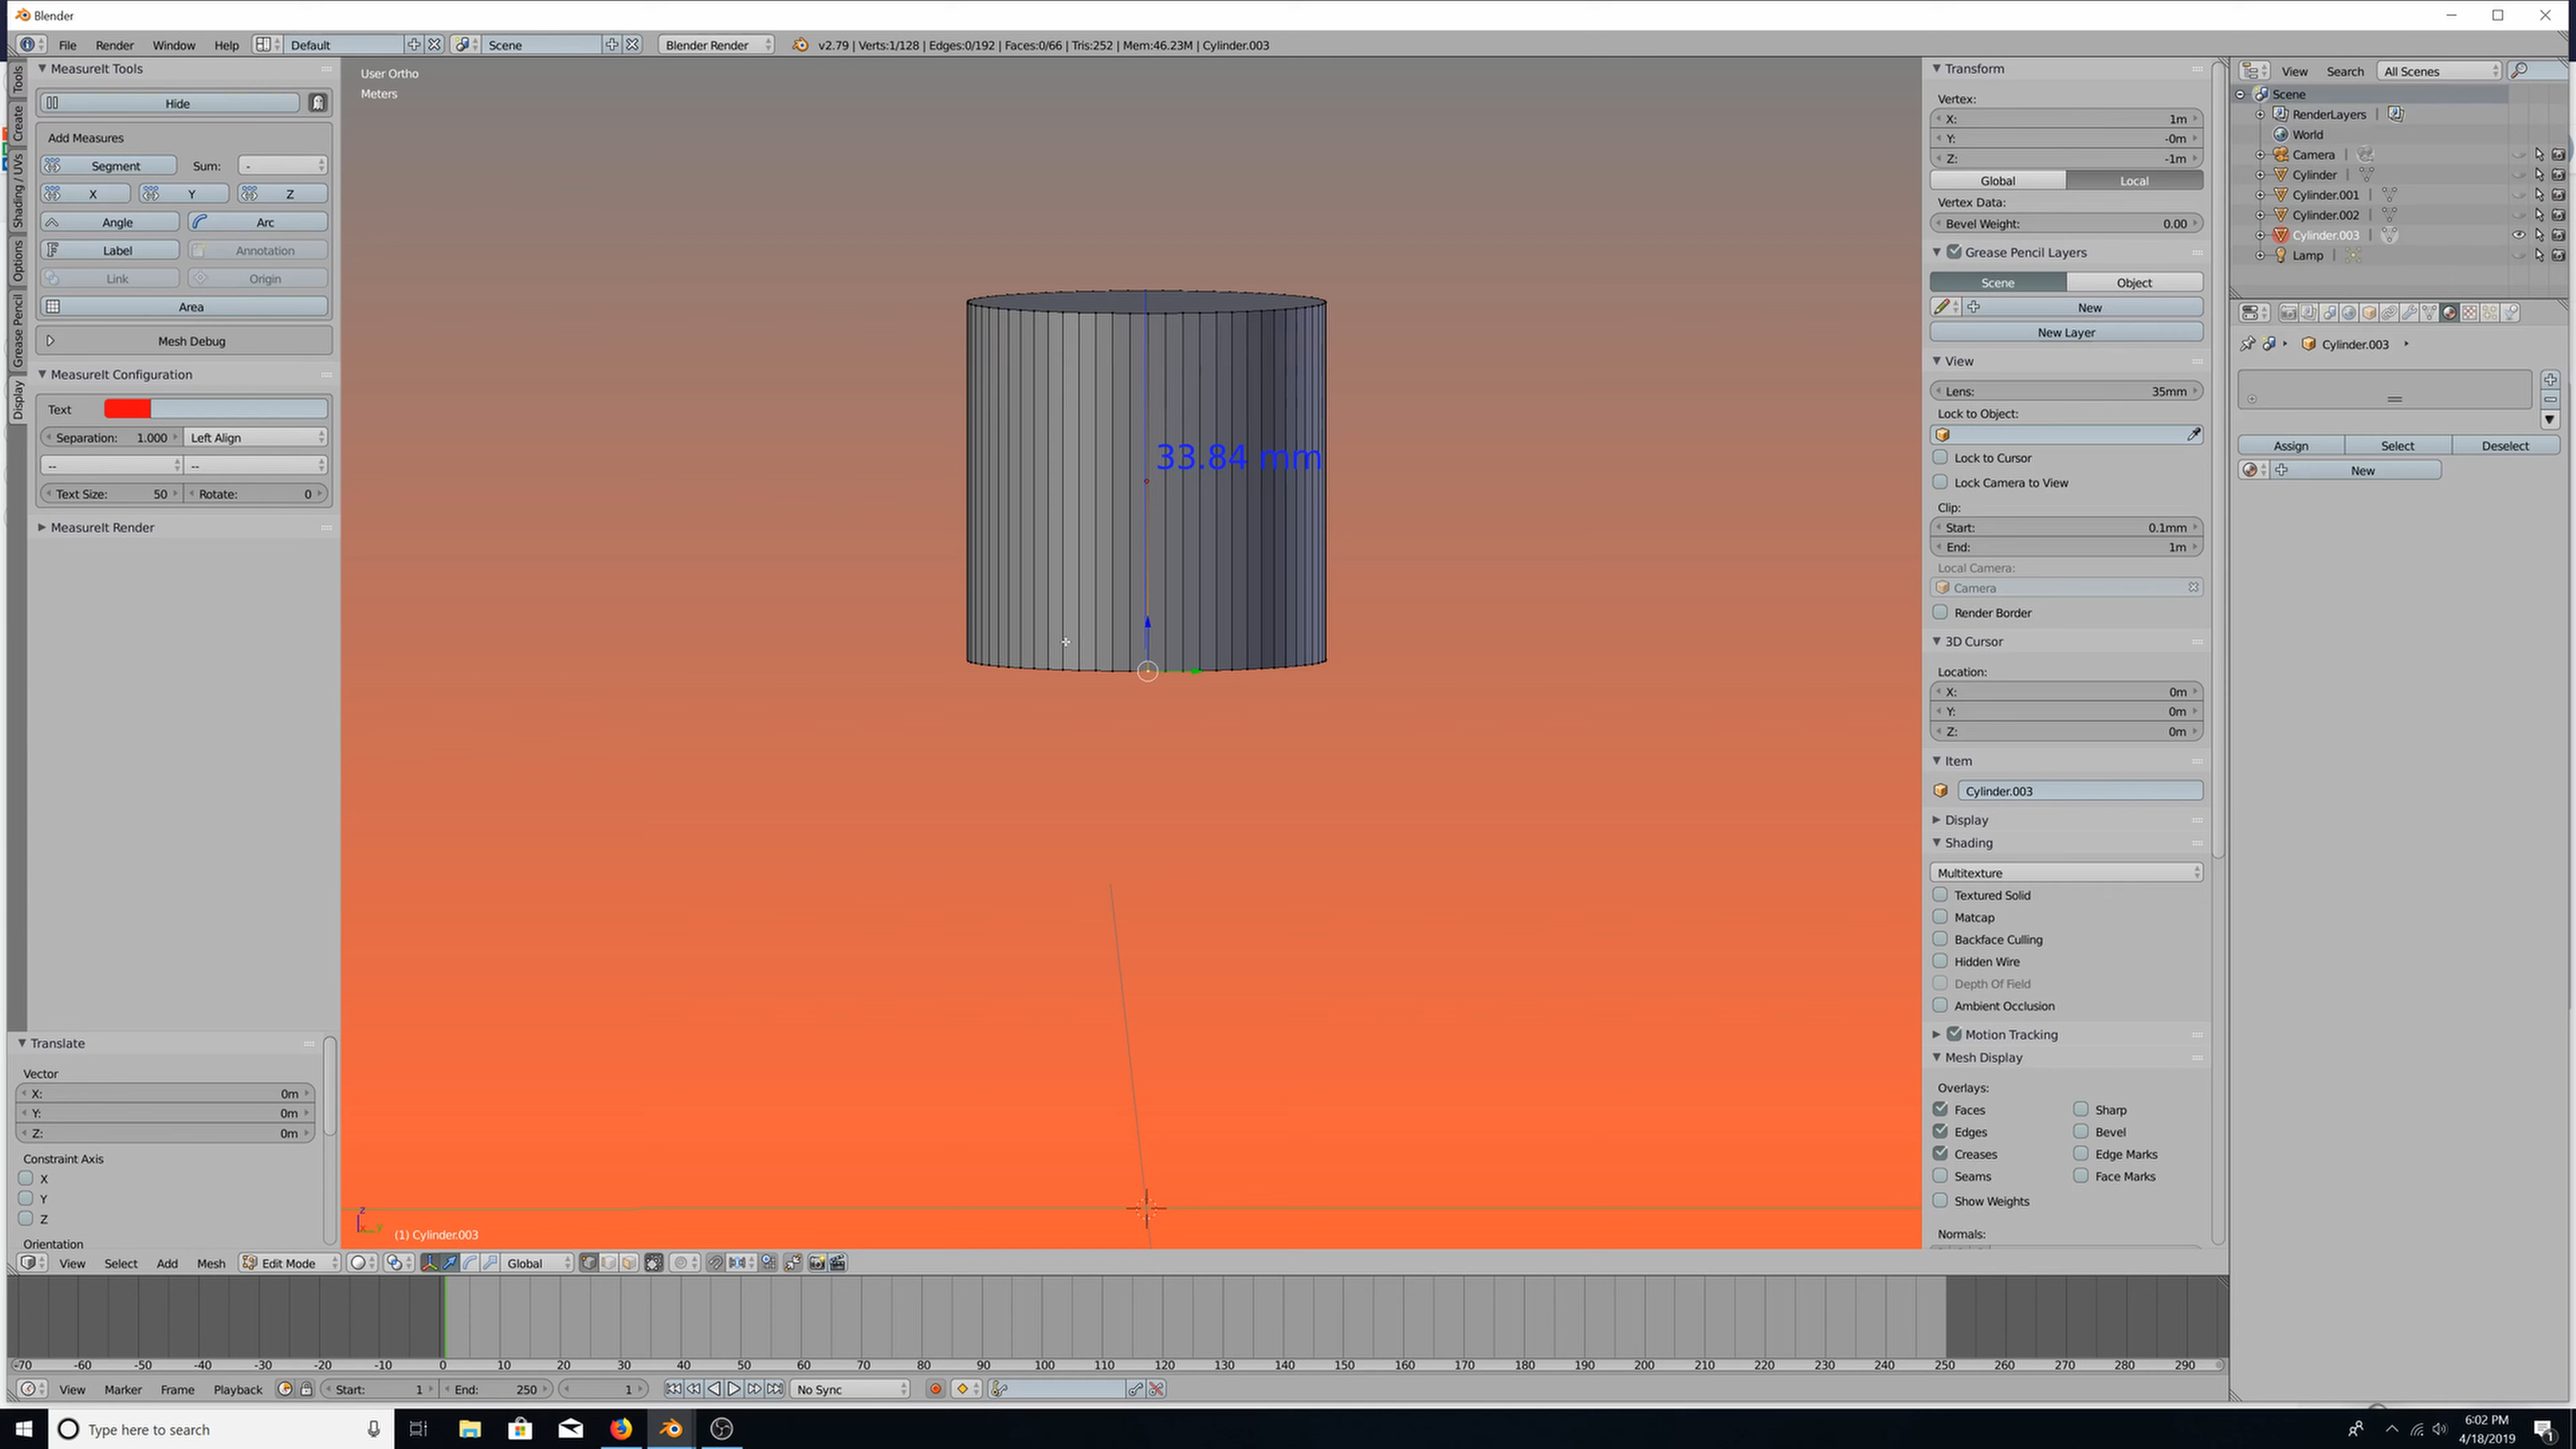 Blender
File Render Window Help Default Scene Blender Render v2.79 | Verts:1/128 | Edges:0/192 | Faces:0/66 | Tris:252 | Mem:46.23M | Cylinder.003
Tools
Create
Shading / UVs
Options
Grease Pencil
Display
MeasureIt Tools
Hide
Add Measures
Segment Sum: -
X Y Z
Angle Arc
Label Annotation
Link Origin
Area
Mesh Debug
MeasureIt Configuration
Text
Separation: 1.000 Left Align
-- --
Text Size: 50 Rotate: 0
MeasureIt Render
Translate
Vector
X: 0m
Y: 0m
Z: 0m
Constraint Axis
X
Y
Z
Orientation
User Ortho
Meters
33.84 mm
z
x y
(1) Cylinder.003
View Select Add Mesh Edit Mode Global
Transform
Vertex:
X: 1m
Y: -0m
Z: -1m
Global Local
Vertex Data:
Bevel Weight: 0.00
Grease Pencil Layers
Scene Object
New
New Layer
View
Lens: 35mm
Lock to Object:
Lock to Cursor
Lock Camera to View
Clip:
Start: 0.1mm
End: 1m
Local Camera:
Camera
Render Border
3D Cursor
Location:
X: 0m
Y: 0m
Z: 0m
Item
Cylinder.003
Display
Shading
Multitexture
Textured Solid
Matcap
Backface Culling
Hidden Wire
Depth Of Field
Ambient Occlusion
Motion Tracking
Mesh Display
Overlays:
Faces Sharp
Edges Bevel
Creases Edge Marks
Seams Face Marks
Show Weights
Normals:
View Search All Scenes
Scene
RenderLayers
World
Camera
Cylinder
Cylinder.001
Cylinder.002
Cylinder.003
Lamp
Cylinder.003
Assign Select Deselect
New
-70 -60 -50 -40 -30 -20 -10 0 10 20 30 40 50 60 70 80 90 100 110 120 130 140 150 160 170 180 190 200 210 220 230 240 250 260 270 280 290
View Marker Frame Playback Start: 1 End: 250 1 No Sync
Type here to search
6:02 PM
4/18/2019
1